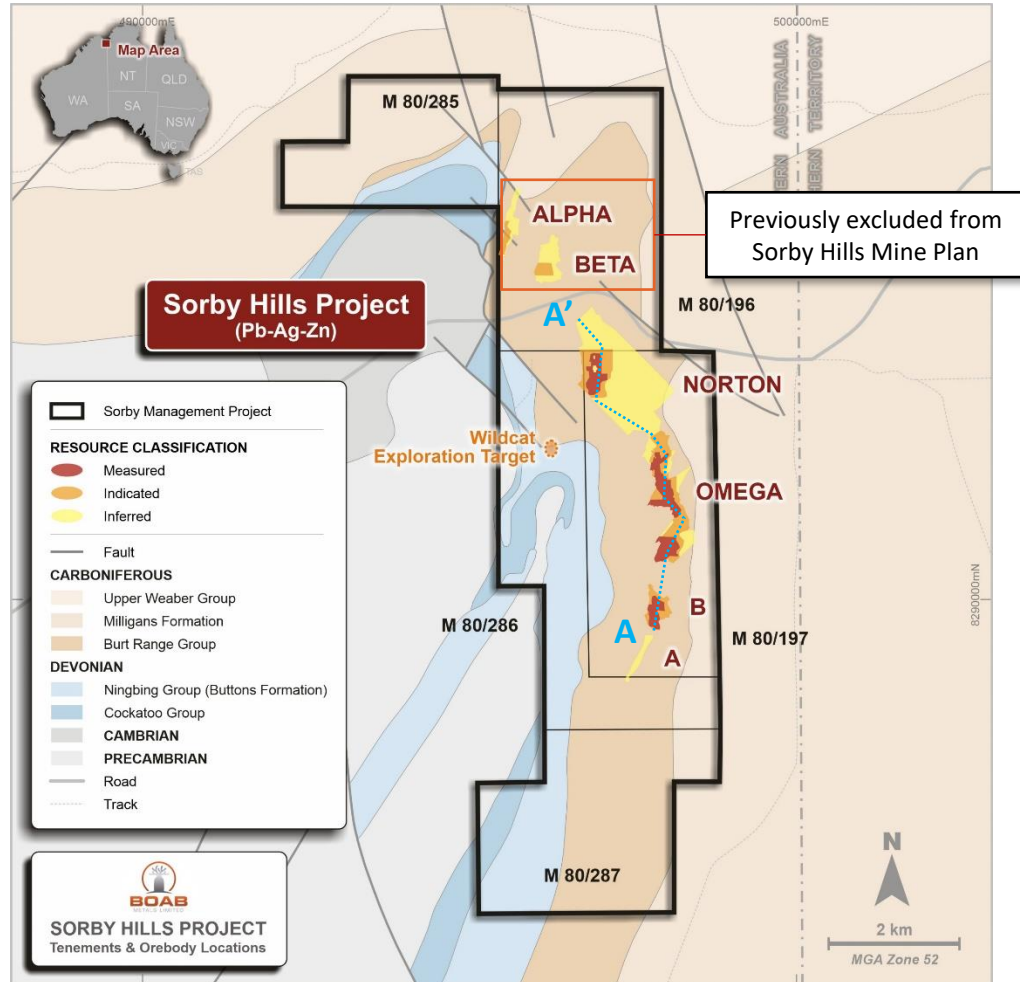 490000mE
500000mE
Map Area
NT
QLD
WA
SA
NSW
VIC
TAS
M 80/285
WESTERN AUSTRALIA
NORTHERN TERRITORY
ALPHA
BETA
Previously excluded from
Sorby Hills Mine Plan
Sorby Hills Project
(Pb-Ag-Zn)
A'
M 80/196
NORTON
Wildcat
Exploration Target
OMEGA
B
A
A
M 80/286
M 80/197
8290000mN
M 80/287
Sorby Management Project
RESOURCE CLASSIFICATION
Measured
Indicated
Inferred
Fault
CARBONIFEROUS
Upper Weaber Group
Milligans Formation
Burt Range Group
DEVONIAN
Ningbing Group (Buttons Formation)
Cockatoo Group
CAMBRIAN
PRECAMBRIAN
Road
Track
BOAB
METALS LIMITED
SORBY HILLS PROJECT
Tenements & Orebody Locations
N
2 km
MGA Zone 52